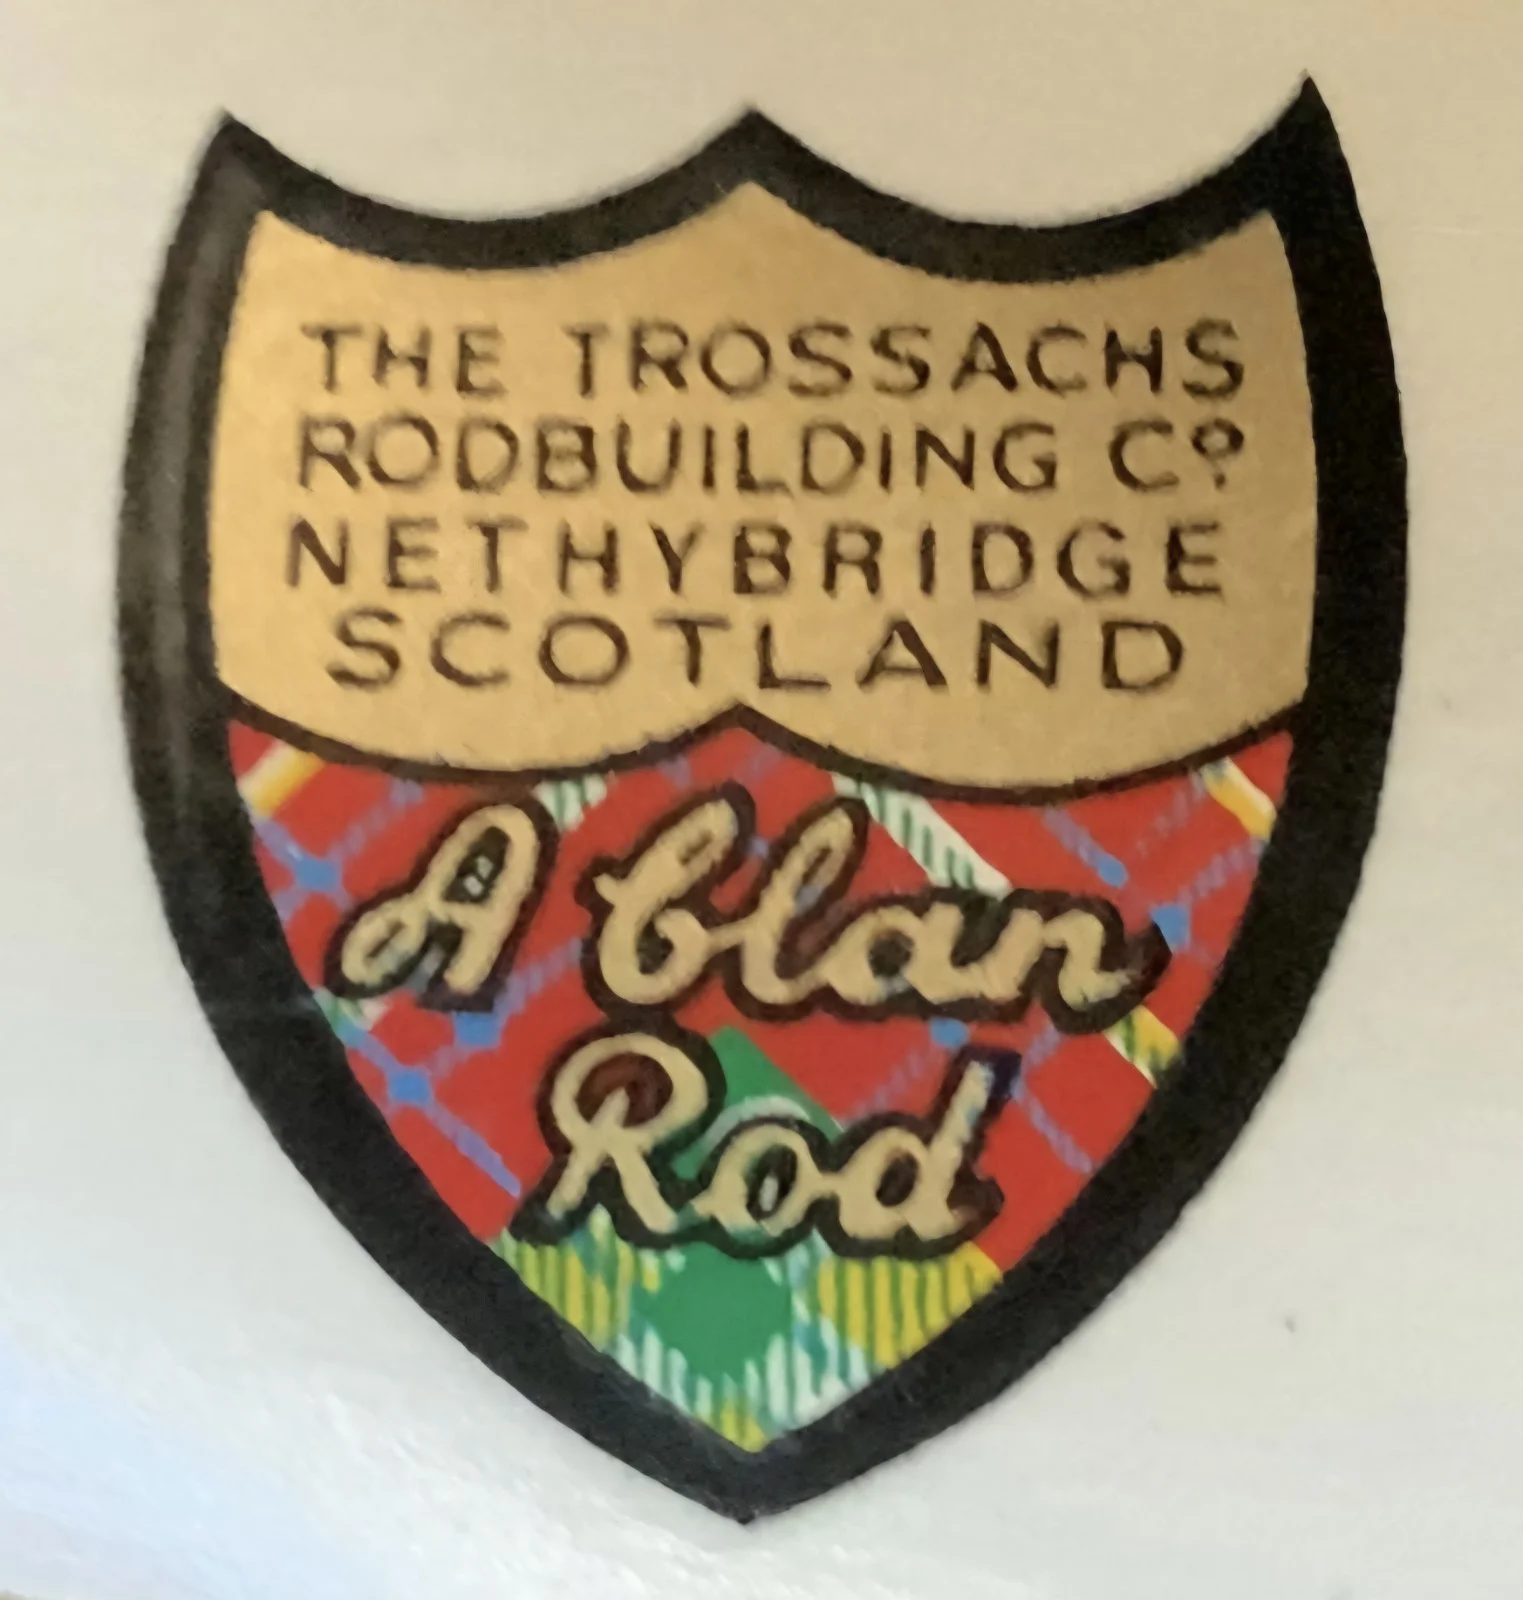 THE TROSSACHS
RODBUILDING Cº
NETHYBRIDGE
SCOTLAND
A Clan
Rod